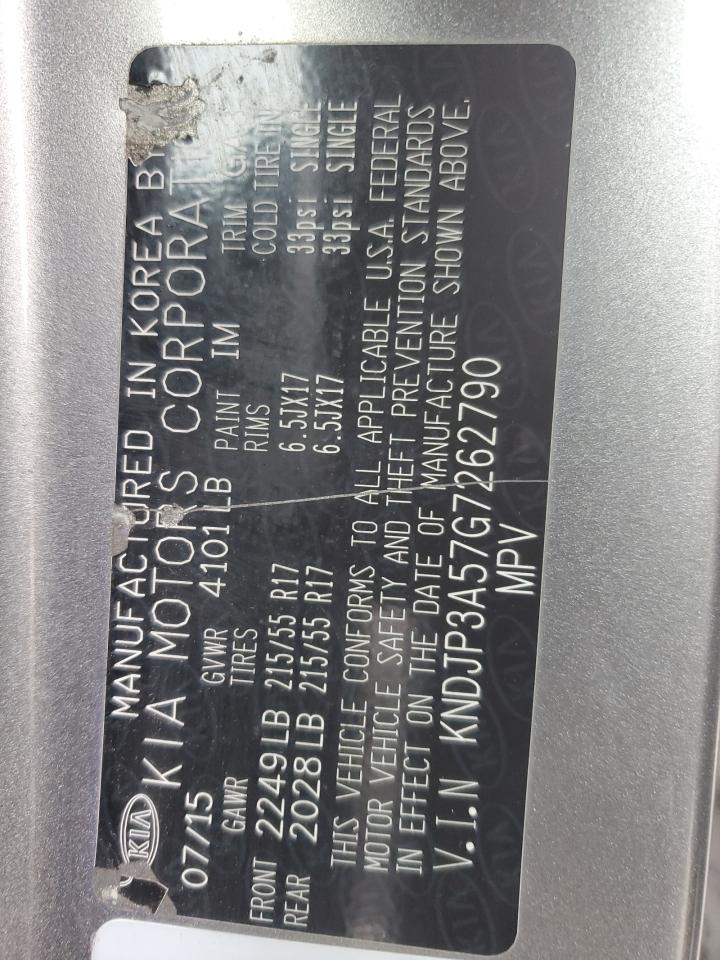 KIA
MANUFACTURED IN KOREA BY
KIA MOTORS CORPORAT
07/15 GVWR 4101 LB PAINT IM TRIM GA
GAWR TIRES RIMS COLD TIRE IN
FRONT 2249LB 215/55 R17 6.5JX17 33psi SINGLE
REAR 2028LB 215/55 R17 6.5JX17 33psi SINGLE
THIS VEHICLE CONFORMS TO ALL APPLICABLE U.S.A. FEDERAL
MOTOR VEHICLE SAFETY AND THEFT PREVENTION STANDARDS
IN EFFECT ON THE DATE OF MANUFACTURE SHOWN ABOVE.
V.I.N KNDJP3A57G7262790
MPV